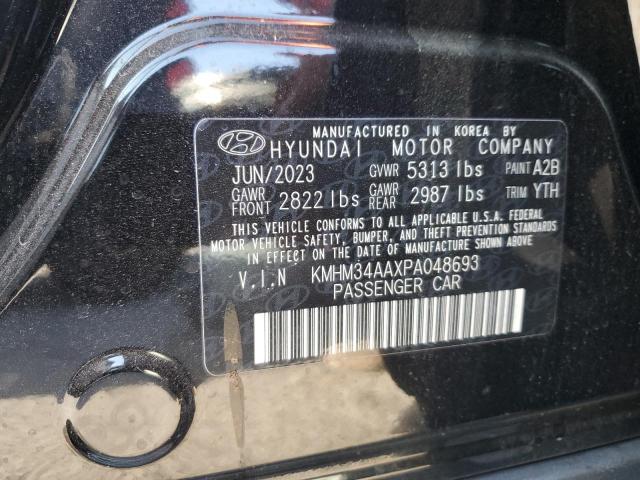 MANUFACTURED IN KOREA BY
HYUNDAI MOTOR COMPANY
JUN/2023 GVWR 5313 lbs PAINT A2B
GAWR FRONT 2822 lbs GAWR REAR 2987 lbs TRIM YTH
THIS VEHICLE CONFORMS TO ALL APPLICABLE U.S.A. FEDERAL
MOTOR VEHICLE SAFETY, BUMPER, AND THEFT PREVENTION STANDARDS
IN EFFECT ON THE DATE OF MANUFACTURE SHOWN ABOVE.
V.I.N KMHM34AAXPA048693
PASSENGER CAR